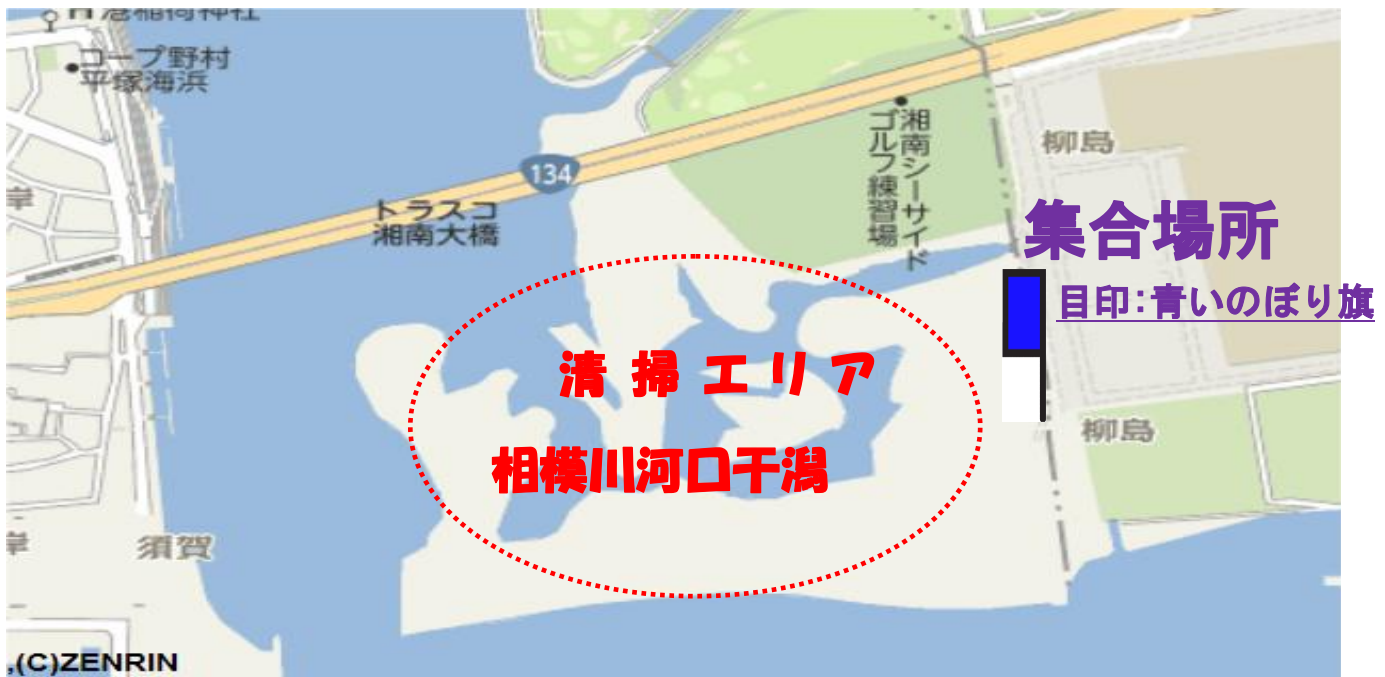 コープ野村
平塚海浜
134
トラスコ
湘南大橋
湘南シーサイド
ゴルフ練習場
柳島
集合場所
目印:青いのぼり旗
清掃エリア
相模川河口干潟
柳島
岸
岸
須賀
,(C)ZENRIN